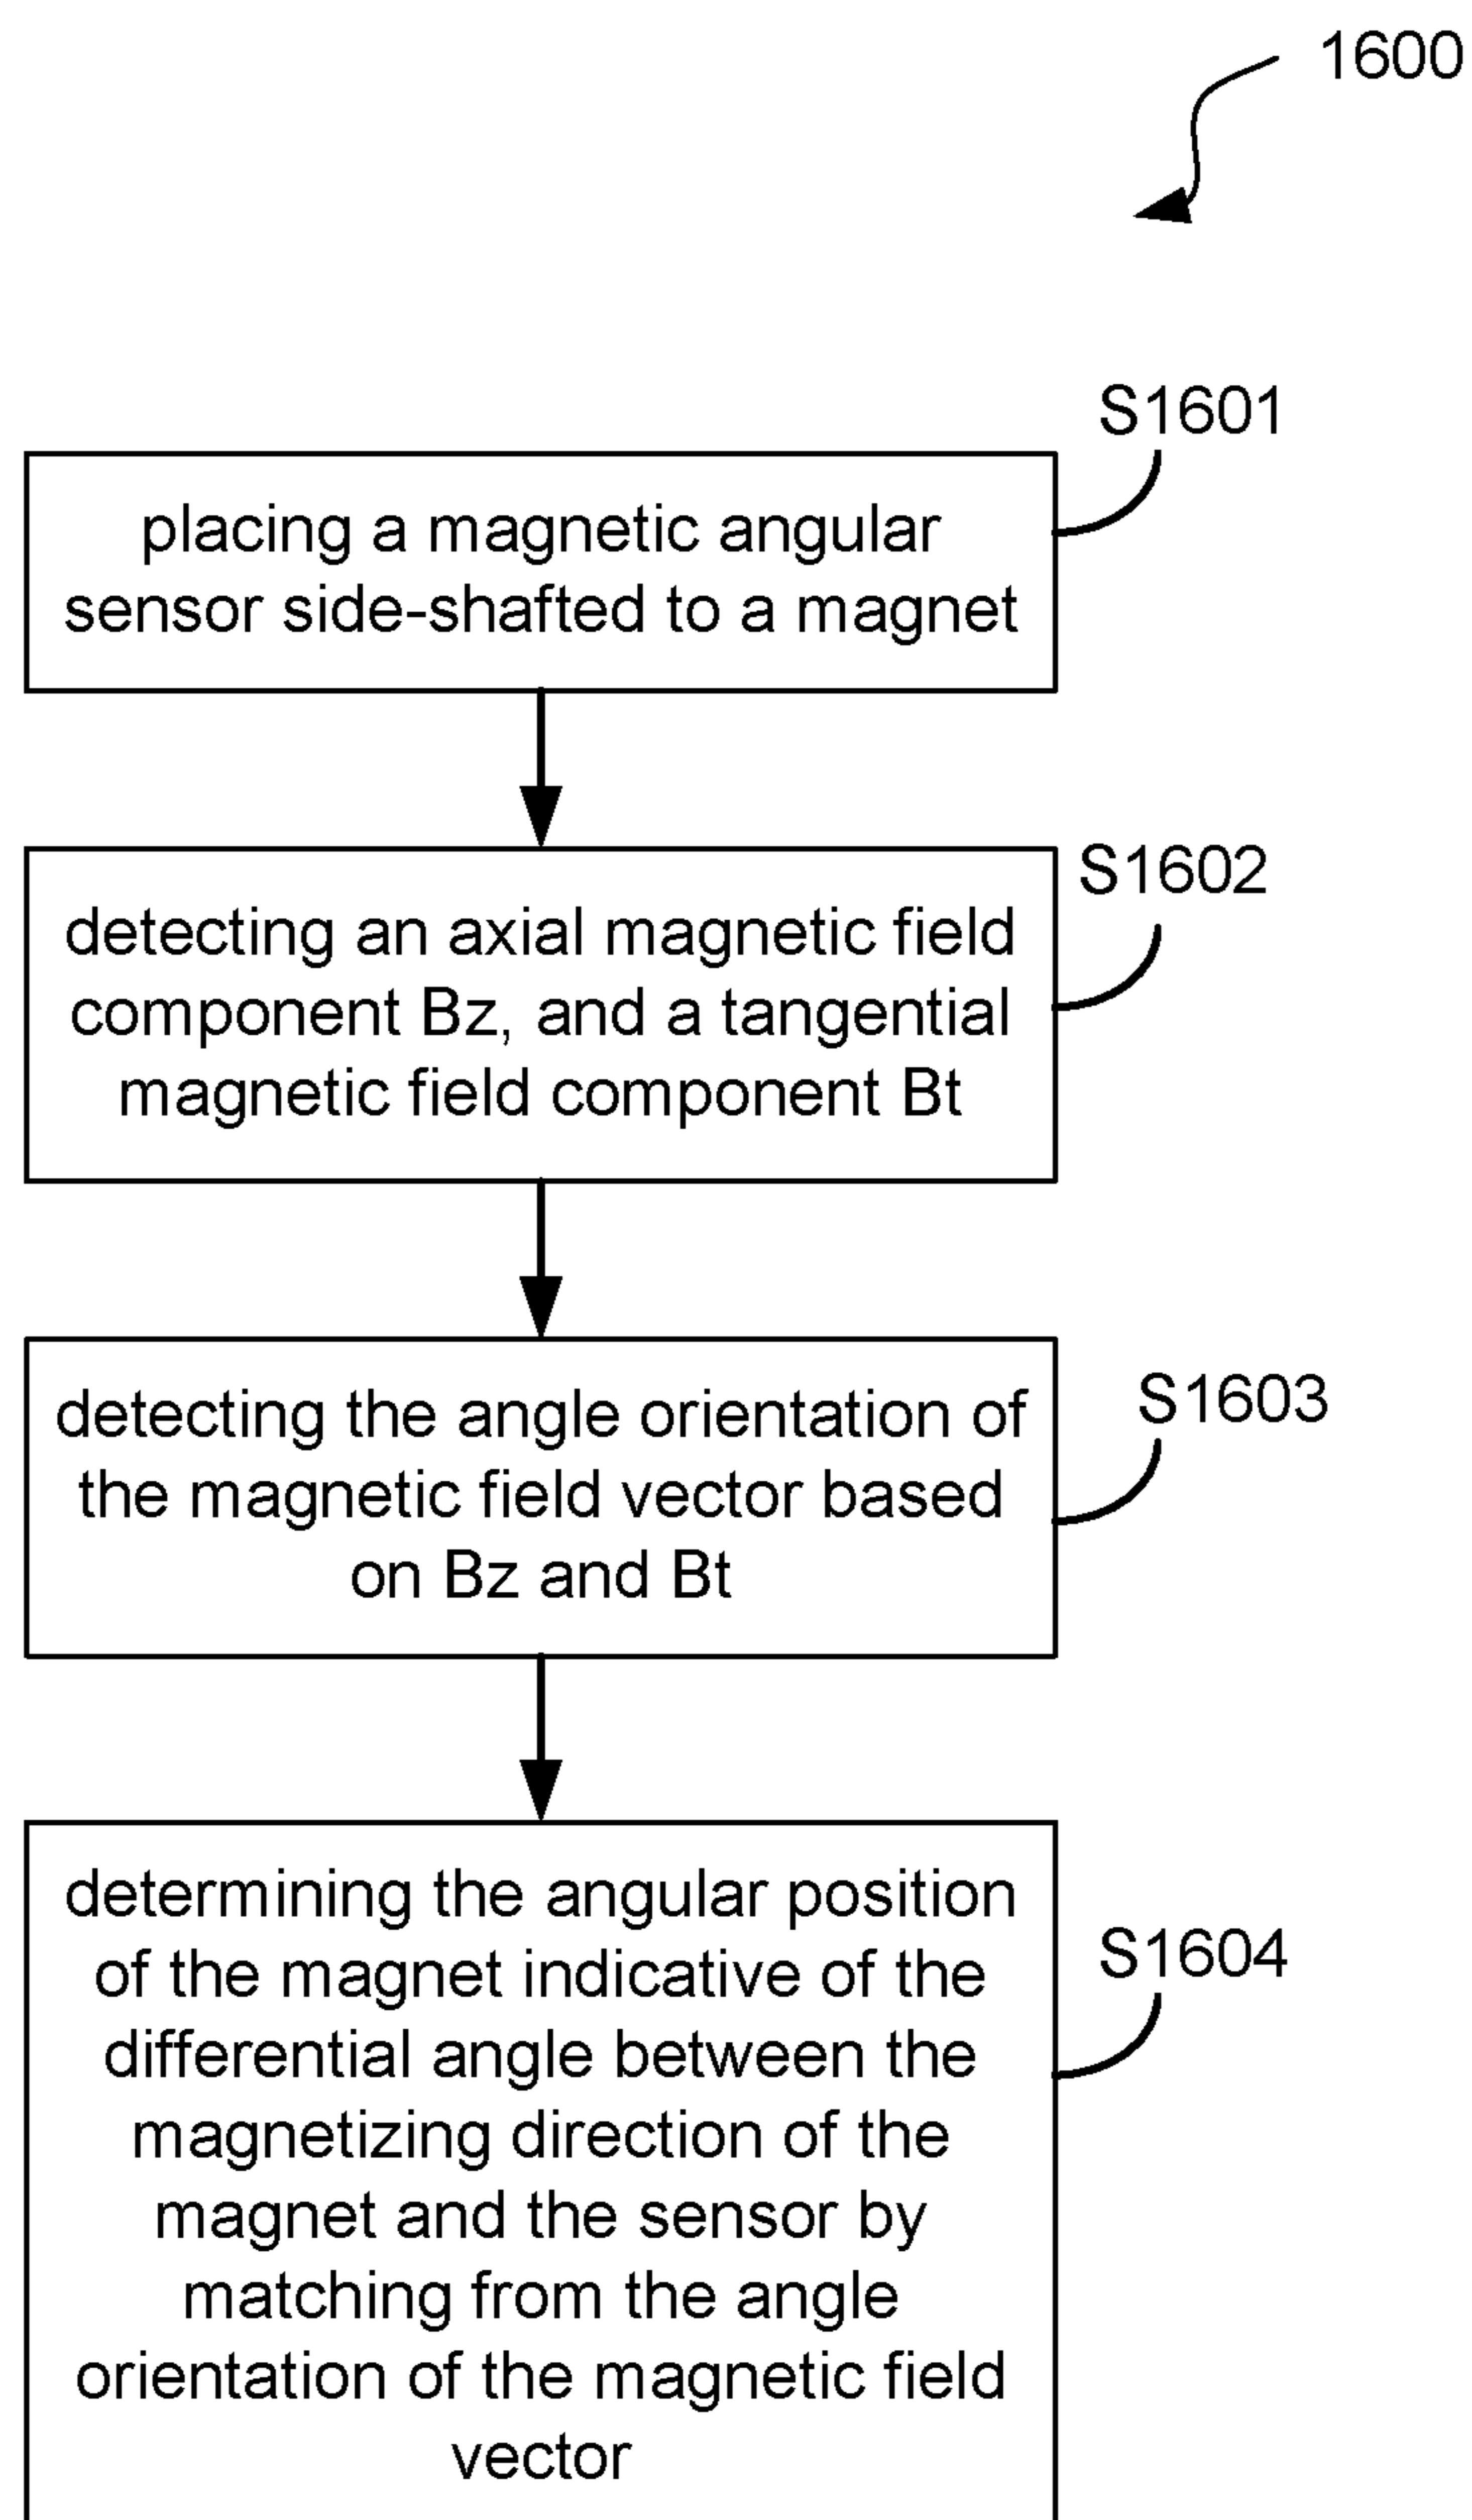 1600
S1601
placing a magnetic angular
sensor side-shafted to a magnet
S1602
detecting an axial magnetic field
component Bz, and a tangential
magnetic field component Bt
S1603
detecting the angle orientation of
the magnetic field vector based
on Bz and Bt
S1604
determining the angular position
of the magnet indicative of the
differential angle between the
magnetizing direction of the
magnet and the sensor by
matching from the angle
orientation of the magnetic field
vector